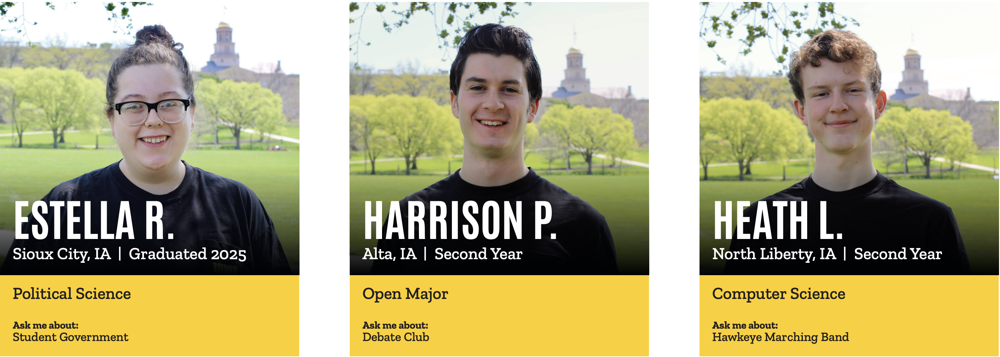 ESTELLA R.
Sioux City, IA | Graduated 2025
Political Science
Ask me about:
Student Government
HARRISON P.
Alta, IA | Second Year
Open Major
Ask me about:
Debate Club
HEATH L.
North Liberty, IA | Second Year
Computer Science
Ask me about:
Hawkeye Marching Band